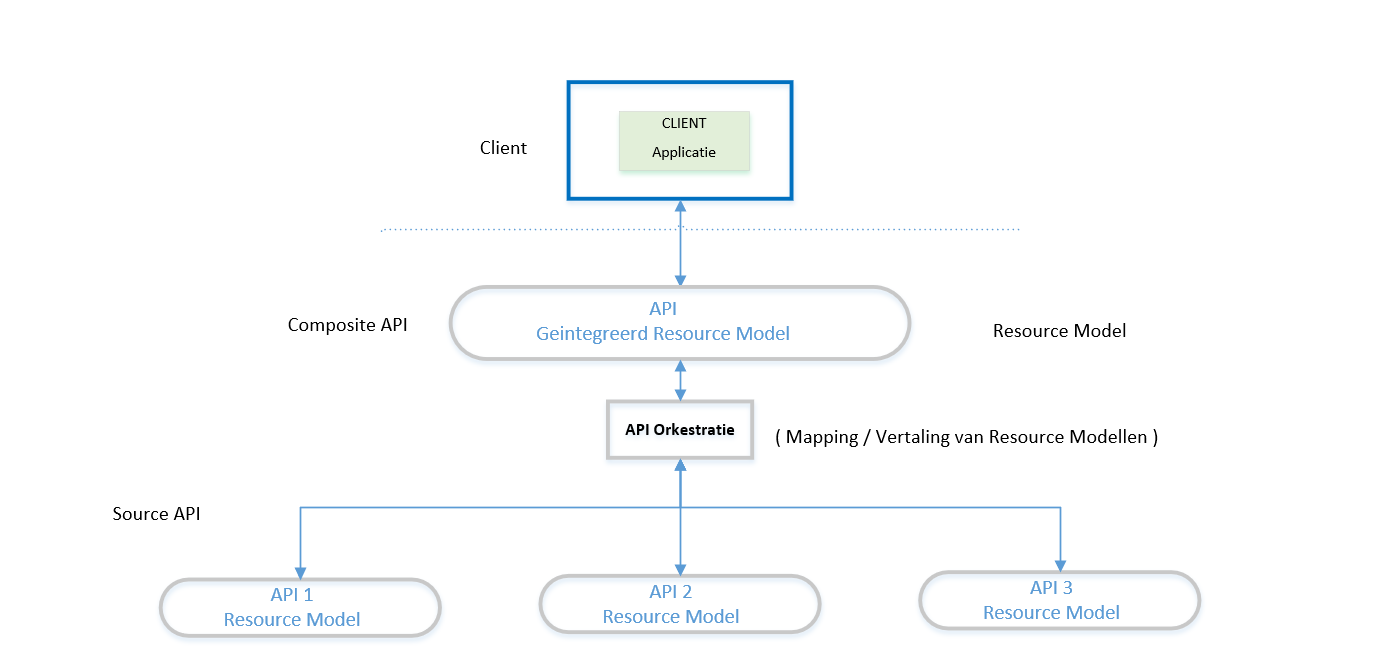 CLIENT
Applicatie
Client
API
Geintegreerd Resource Model
Composite API
Resource Model
API Orkestratie
( Mapping / Vertaling van Resource Modellen )
Source API
API 1
Resource Model
API 2
Resource Model
API 3
Resource Model